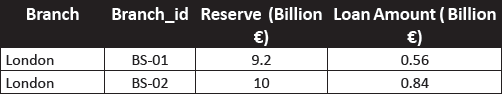 Branch Branch_id Reserve (Billion €) Loan Amount ( Billion €)
London BS-01 9.2 0.56
London BS-02 10 0.84